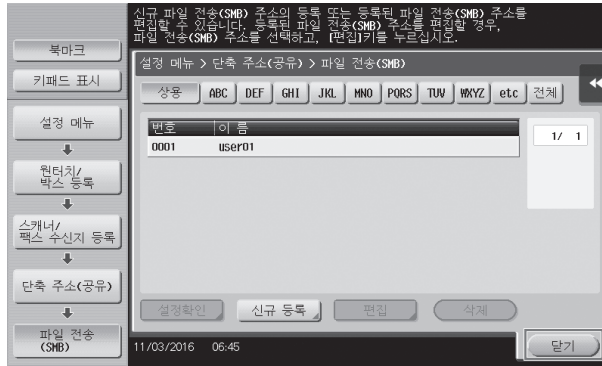 신규 파일 전송(SMB) 주소의 등록 또는 등록된 파일 전송(SMB) 주소를
편집할 수 있습니다. 등록된 파일 전송(SMB) 주소를 편집할 경우,
파일 전송(SMB) 주소를 선택하고, [편집]키를 누르십시오.
북마크
키패드 표시
설정 메뉴
원터치/
박스 등록
스캐너/
팩스 수신지 등록
단축 주소(공유)
파일 전송
(SMB)
설정 메뉴 > 단축 주소(공유) > 파일 전송(SMB)
상용 ABC DEF GHI JKL MNO PQRS TUV WXYZ etc 전체
번호 이 름
0001 user01
1/ 1
설정확인 신규 등록 편집 삭제
11/03/2016 06:45
닫기